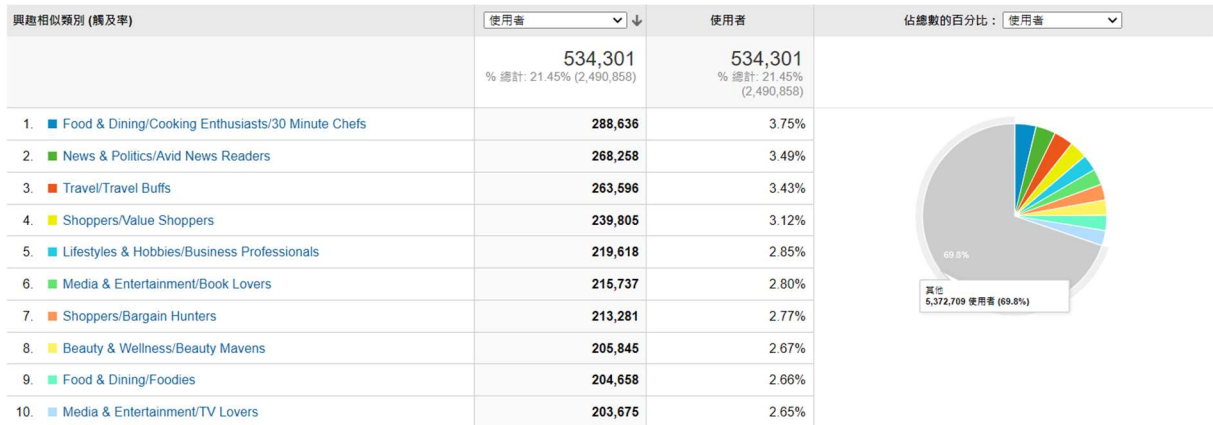 興趣相似類別 (觸及率) 使用者 使用者 佔總數的百分比： 使用者
534,301 534,301
% 總計: 21.45% (2,490,858) % 總計: 21.45%
(2,490,858)
1. Food & Dining/Cooking Enthusiasts/30 Minute Chefs 288,636 3.75%
2. News & Politics/Avid News Readers 268,258 3.49%
3. Travel/Travel Buffs 263,596 3.43%
4. Shoppers/Value Shoppers 239,805 3.12%
5. Lifestyles & Hobbies/Business Professionals 219,618 2.85%
6. Media & Entertainment/Book Lovers 215,737 2.80%
7. Shoppers/Bargain Hunters 213,281 2.77%
8. Beauty & Wellness/Beauty Mavens 205,845 2.67%
9. Food & Dining/Foodies 204,658 2.66%
10. Media & Entertainment/TV Lovers 203,675 2.65%
69.8%
其他
5,372,709 使用者 (69.8%)